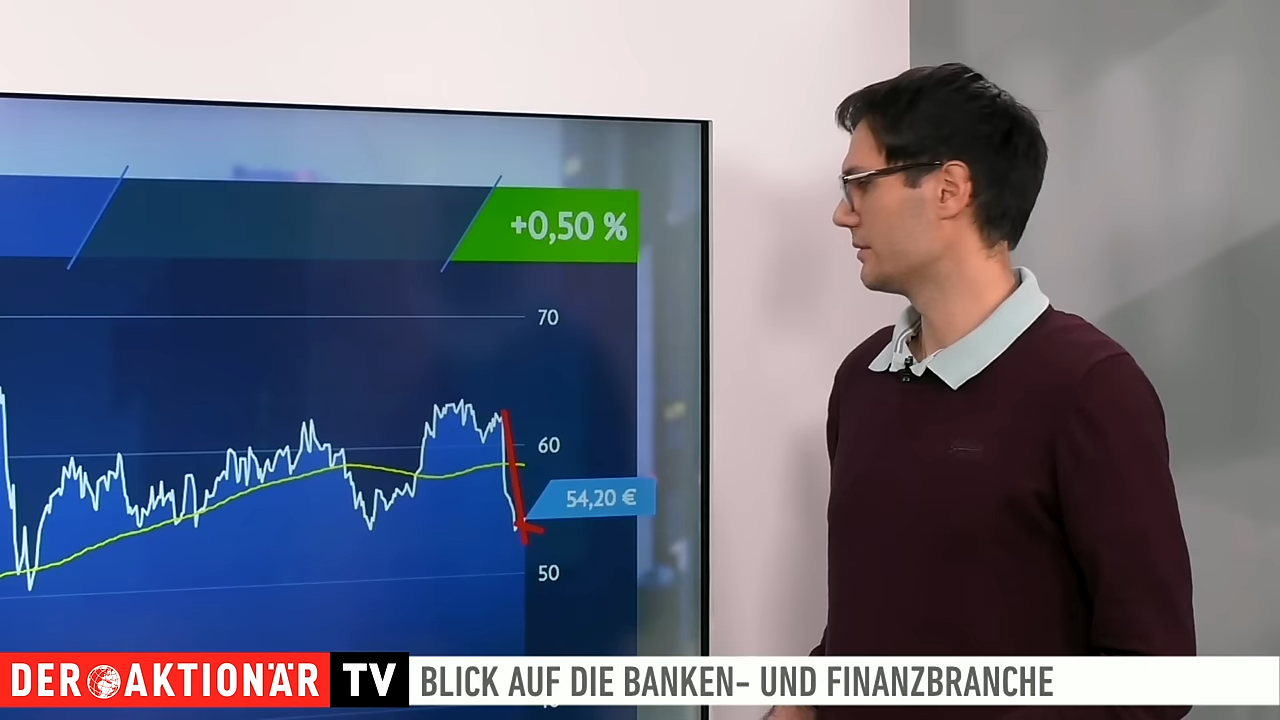 +0,50 %
70
60
54,20 €
50
DER AKTIONÄR TV
BLICK AUF DIE BANKEN- UND FINANZBRANCHE